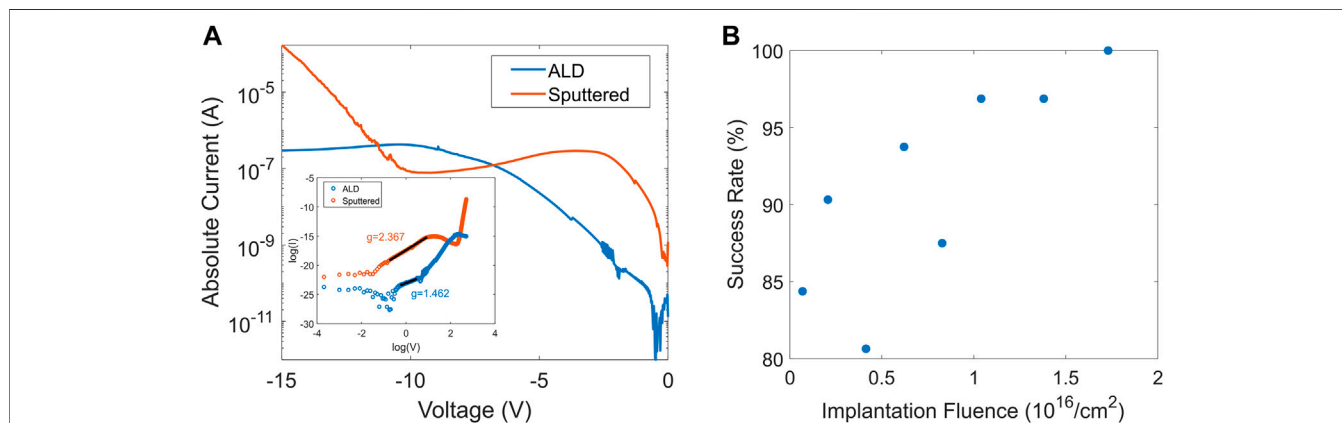 A
Absolute Current (A)
10^-5
10^-7
10^-9
10^-11
ALD
Sputtered
-15
-10
-5
0
Voltage (V)
ALD
Sputtered
g=2.367
g=1.462
log(I)
-5
-10
-15
-20
-25
-30
-4
-2
0
2
4
log(V)
B
Success Rate (%)
100
95
90
85
80
0
0.5
1
1.5
2
Implantation Fluence (10^16/cm^2)